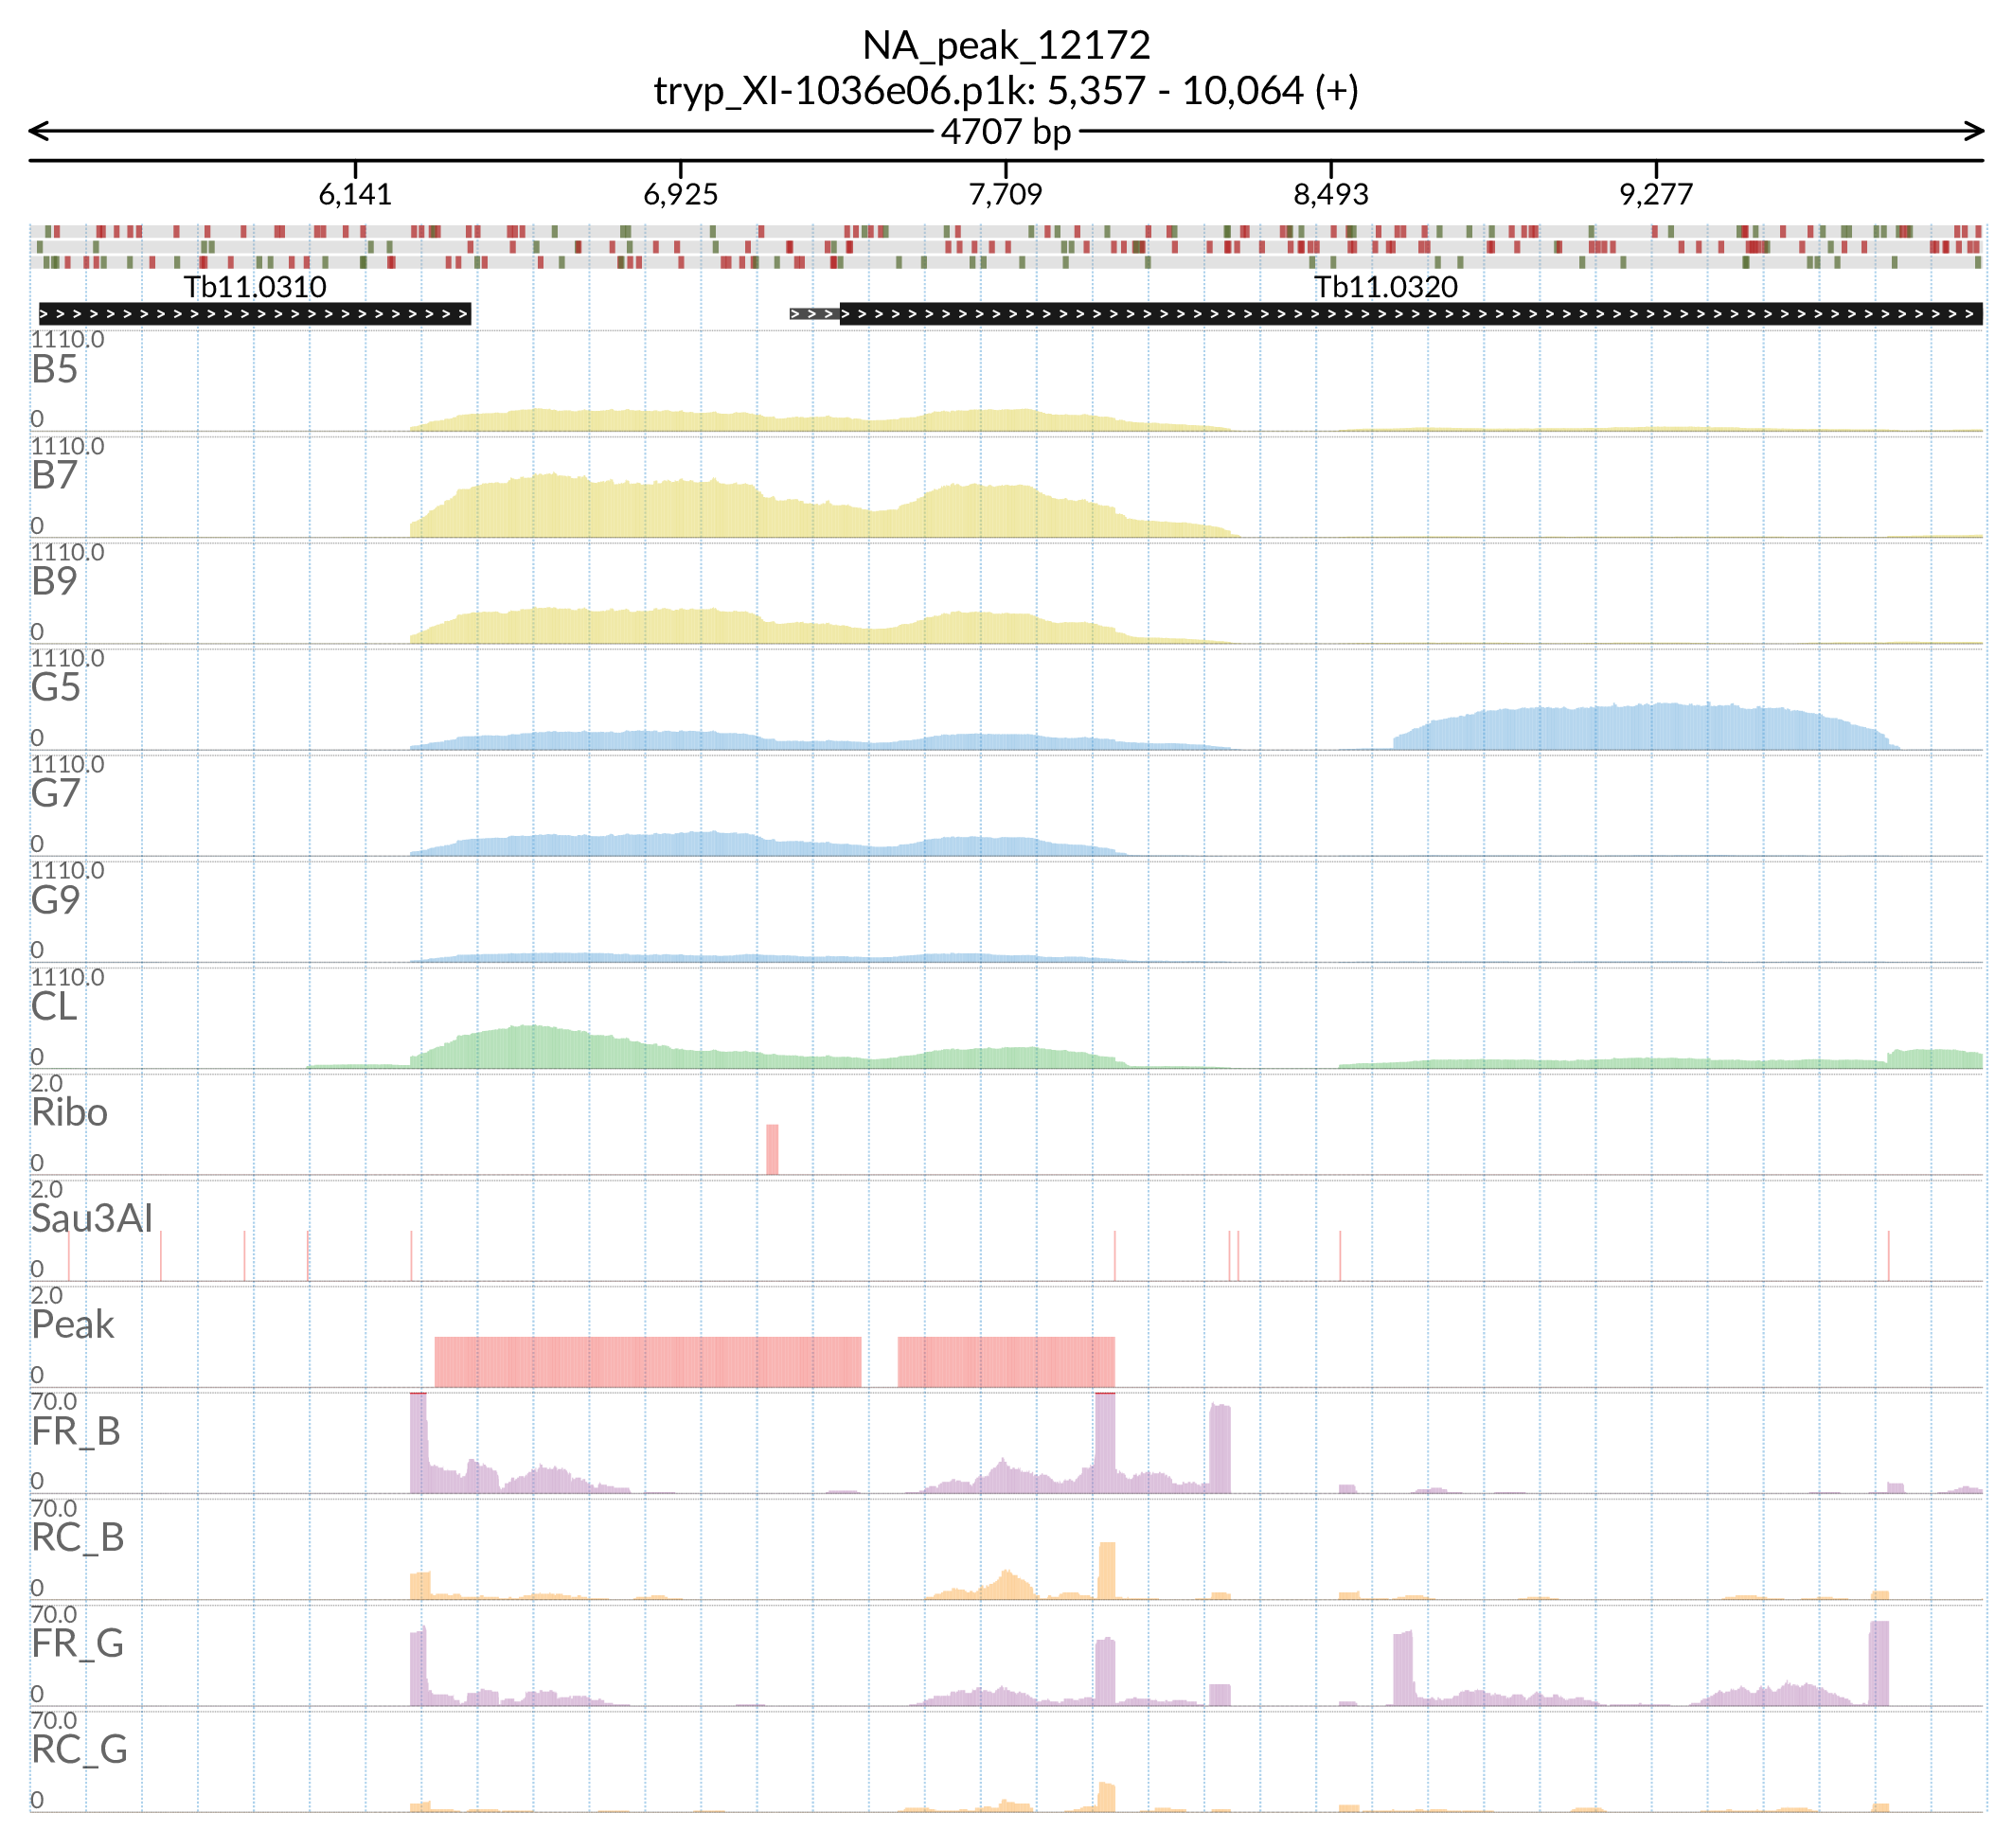 NA_peak_12172
tryp_XI-1036e06.p1k: 5,357 - 10,064 (+)
4707 bp
6,141 6,925 7,709 8,493 9,277
Tb11.0310 Tb11.0320
1110.0
B5
0
1110.0
B7
0
1110.0
B9
0
1110.0
G5
0
1110.0
G7
0
1110.0
G9
0
1110.0
CL
0
2.0
Ribo
0
2.0
Sau3AI
0
2.0
Peak
0
70.0
FR_B
0
70.0
RC_B
0
70.0
FR_G
0
70.0
RC_G
0